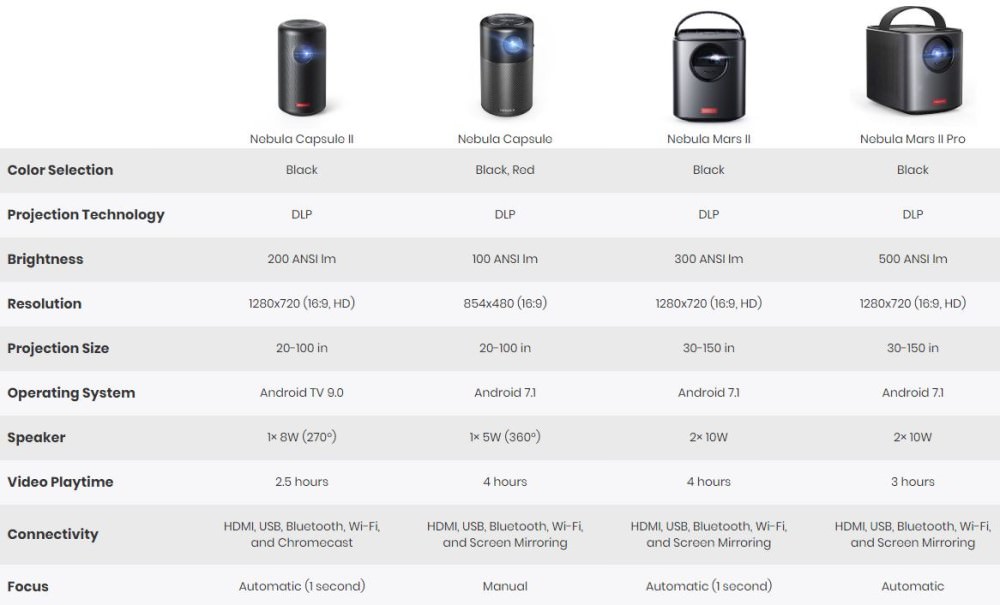 Nebula Capsule II Nebula Capsule Nebula Mars II Nebula Mars II Pro
Color Selection Black Black, Red Black Black
Projection Technology DLP DLP DLP DLP
Brightness 200 ANSI lm 100 ANSI lm 300 ANSI lm 500 ANSI lm
Resolution 1280x720 (16:9, HD) 854x480 (16:9) 1280x720 (16:9, HD) 1280x720 (16:9, HD)
Projection Size 20-100 in 20-100 in 30-150 in 30-150 in
Operating System Android TV 9.0 Android 7.1 Android 7.1 Android 7.1
Speaker 1× 8W (270°) 1× 5W (360°) 2× 10W 2× 10W
Video Playtime 2.5 hours 4 hours 4 hours 3 hours
Connectivity HDMI, USB, Bluetooth, Wi-Fi, HDMI, USB, Bluetooth, Wi-Fi, HDMI, USB, Bluetooth, Wi-Fi, HDMI, USB, Bluetooth, Wi-Fi,
and Chromecast and Screen Mirroring and Screen Mirroring and Screen Mirroring
Focus Automatic (1 second) Manual Automatic (1 second) Automatic